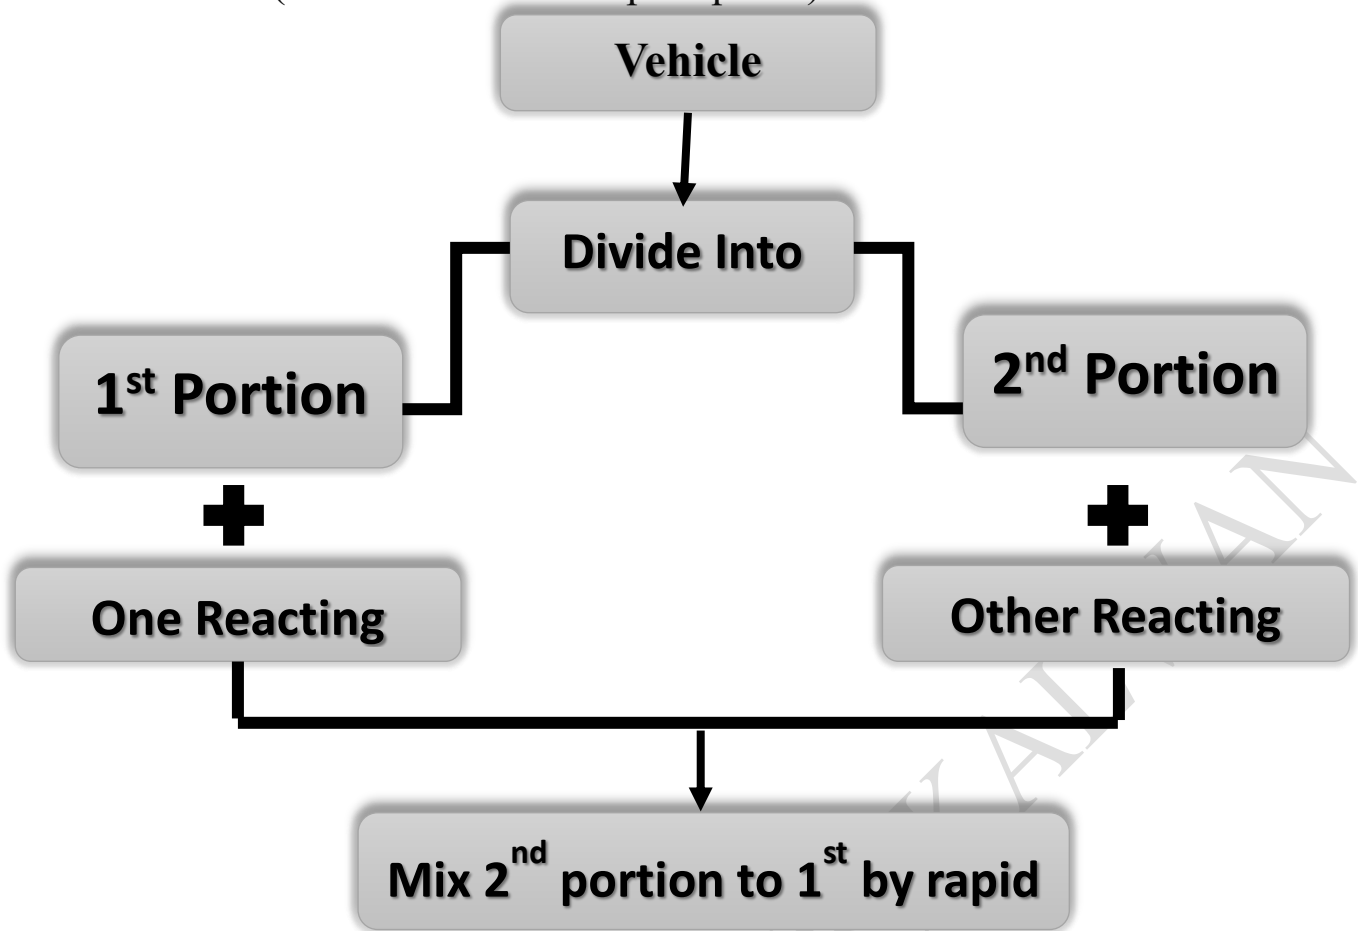 Vehicle
Divide Into
1st Portion
2nd Portion
One Reacting
Other Reacting
Mix 2nd portion to 1st by rapid